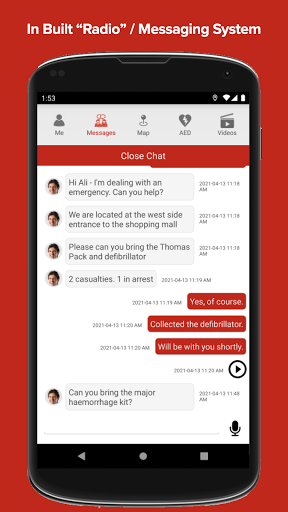 In Built “Radio” / Messaging System
1:53
Me
Messages
Map
AED
Videos
Close Chat
Hi Ali - I'm dealing with an
emergency. Can you help?
2021-04-13 11:18
AM
We are located at the west side
entrance to the shopping mall
2021-04-13 11:18
AM
Please can you bring the Thomas
Pack and defibrillator
2021-04-13 11:18
AM
2 casualties. 1 in arrest
2021-04-13 11:19 AM
2021-04-13 11:19 AM
Yes, of course.
2021-04-13 11:20 AM
Collected the defibrillator.
2021-04-13 11:20 AM
Will be with you shortly.
2021-04-13 11:20 AM
Can you bring the major
haemorrhage kit?
2021-04-13 11:48
AM